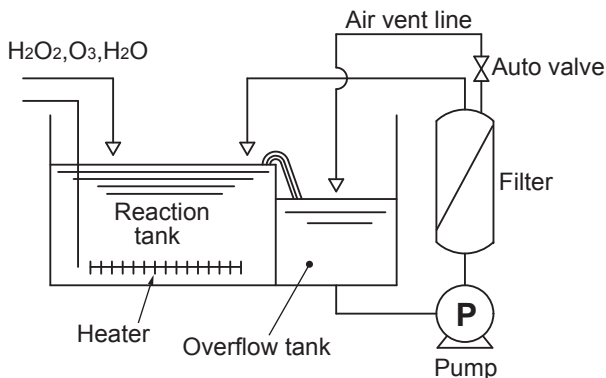 Air vent line
H2O2,O3,H2O
Auto valve
Filter
Reaction
tank
P
Heater
Overflow tank
Pump